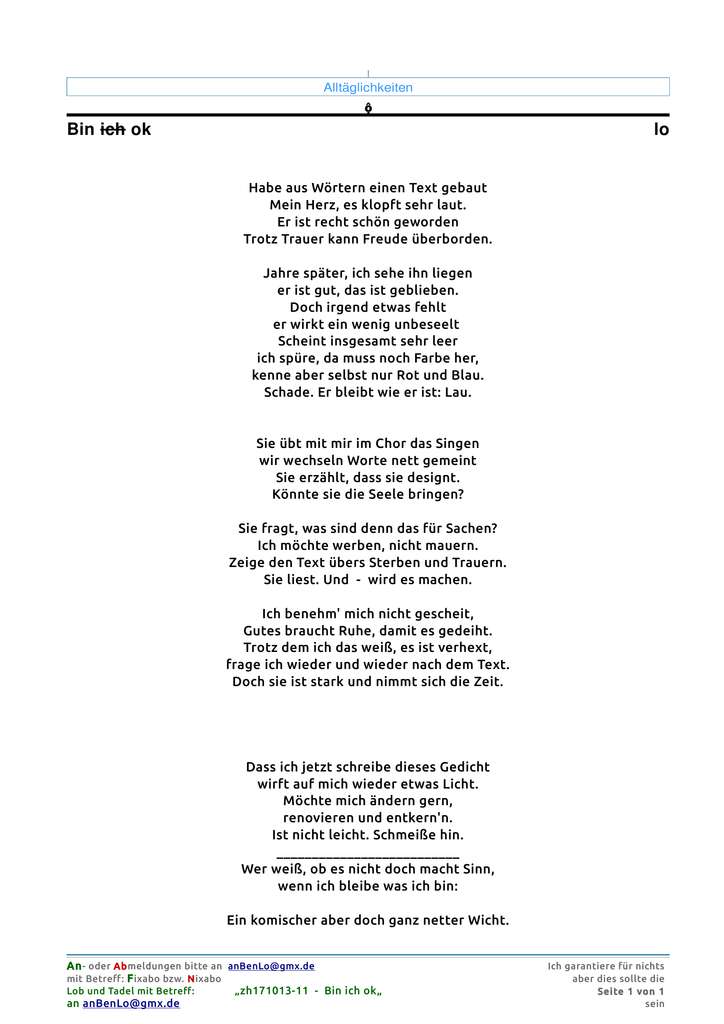 Alltäglichkeiten
Bin ich ok lo
Habe aus Wörtern einen Text gebaut
Mein Herz, es klopft sehr laut.
Er ist recht schön geworden
Trotz Trauer kann Freude überborden.
Jahre später, ich sehe ihn liegen
er ist gut, das ist geblieben.
Doch irgend etwas fehlt
er wirkt ein wenig unbeseelt
Scheint insgesamt sehr leer
ich spüre, da muss noch Farbe her,
kenne aber selbst nur Rot und Blau.
Schade. Er bleibt wie er ist: Lau.
Sie übt mit mir im Chor das Singen
wir wechseln Worte nett gemeint
Sie erzählt, dass sie designt.
Könnte sie die Seele bringen?
Sie fragt, was sind denn das für Sachen?
Ich möchte werben, nicht mauern.
Zeige den Text übers Sterben und Trauern.
Sie liest. Und - wird es machen.
Ich benehm' mich nicht gescheit,
Gutes braucht Ruhe, damit es gedeiht.
Trotz dem ich das weiß, es ist verhext,
frage ich wieder und wieder nach dem Text.
Doch sie ist stark und nimmt sich die Zeit.
Dass ich jetzt schreibe dieses Gedicht
wirft auf mich wieder etwas Licht.
Möchte mich ändern gern,
renovieren und entkern'n.
Ist nicht leicht. Schmeiße hin.
__________________________
Wer weiß, ob es nicht doch macht Sinn,
wenn ich bleibe was ich bin:
Ein komischer aber doch ganz netter Wicht.
An- oder Abmeldungen bitte an anBenLo@gmx.de
mit Betreff: Fixabo bzw. Nixabo
Lob und Tadel mit Betreff: „zh171013-11 - Bin ich ok„
an anBenLo@gmx.de
Ich garantiere für nichts
aber dies sollte die
Seite 1 von 1
sein